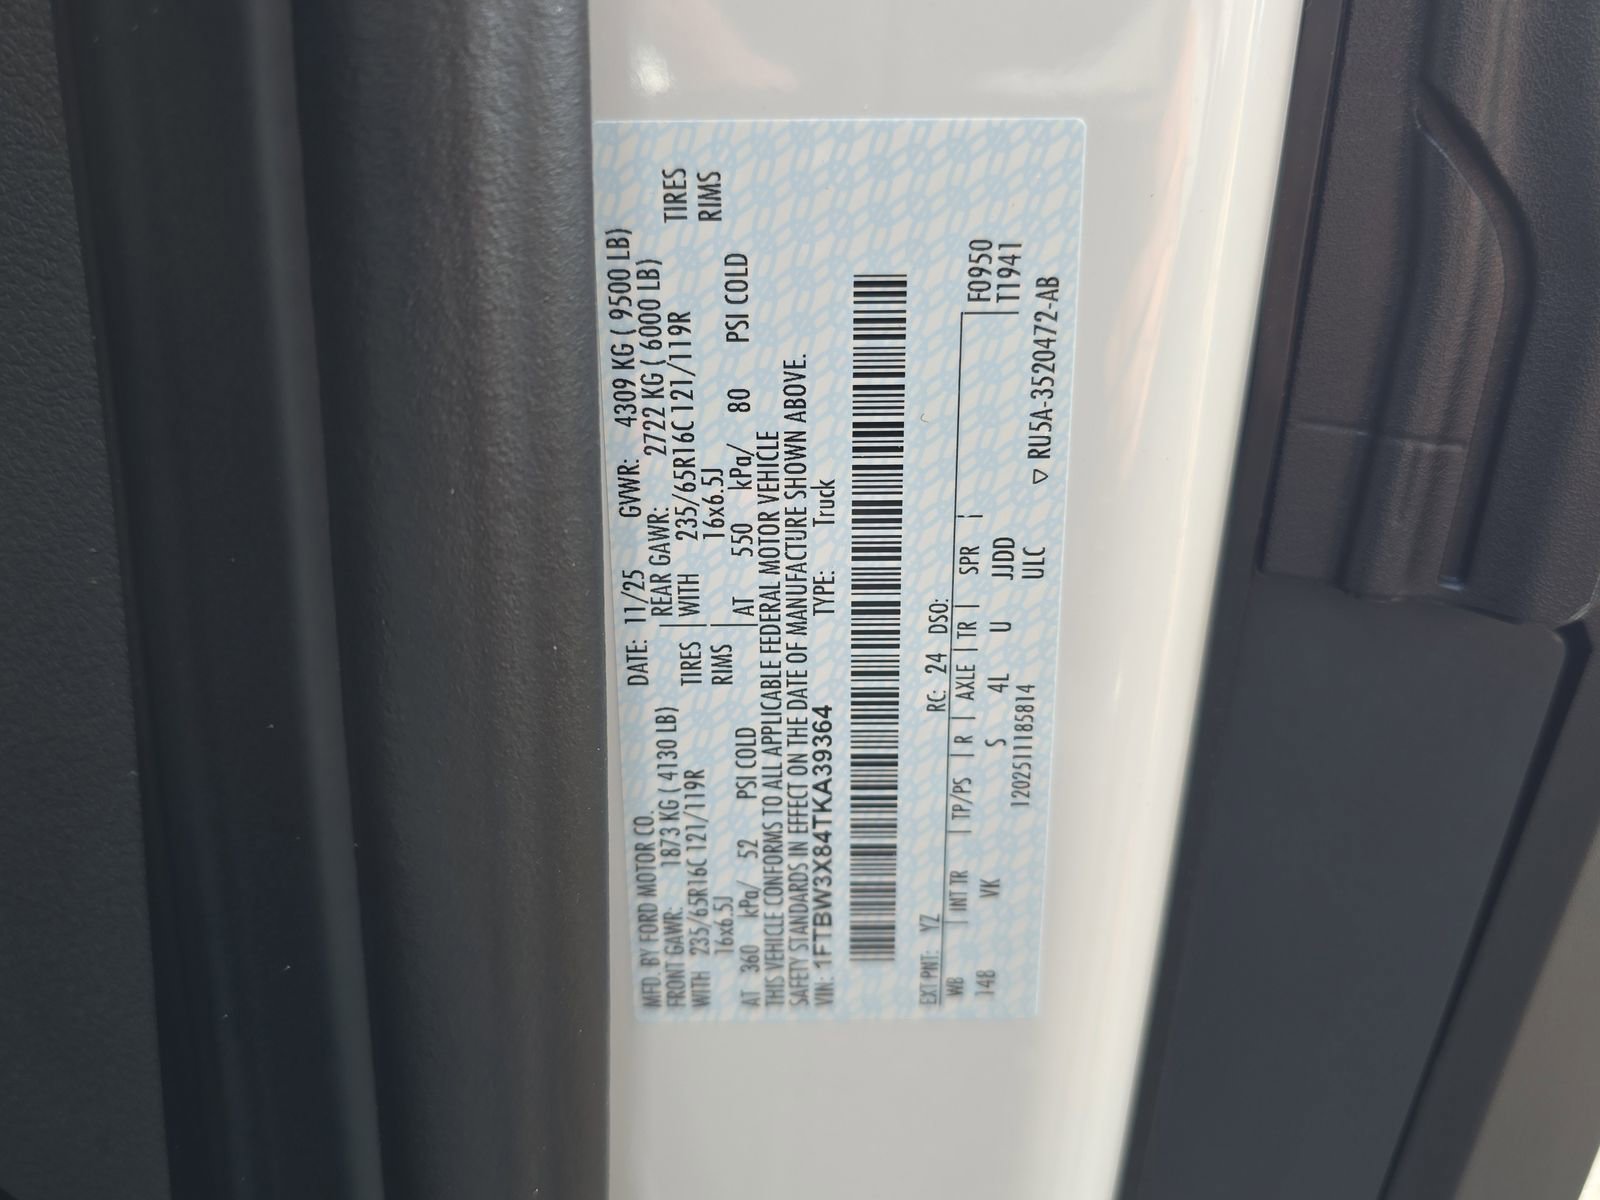 MFD. BY FORD MOTOR CO. DATE: 11/25 GVWR: 4309 KG ( 9500 LB)
FRONT GAWR: 1873 KG ( 4130 LB) REAR GAWR: 2722 KG ( 6000 LB)
WITH 235/65R16C 121/119R TIRES WITH 235/65R16C 121/119R TIRES
16x6.5J RIMS 16x6.5J RIMS
AT 360 kPa/ 52 PSI COLD AT 550 kPa/ 80 PSI COLD
THIS VEHICLE CONFORMS TO ALL APPLICABLE FEDERAL MOTOR VEHICLE
SAFETY STANDARDS IN EFFECT ON THE DATE OF MANUFACTURE SHOWN ABOVE.
VIN: 1FTBW3X84TKA39364 TYPE: Truck
EXT PNT: YZ RC: 24 DSO:
WB INT TR TP/PS R AXLE TR SPR F0950
148 VK S 4L U JJDD T1941
1202511185814 ULC ▽ RU5A-3520472-AB